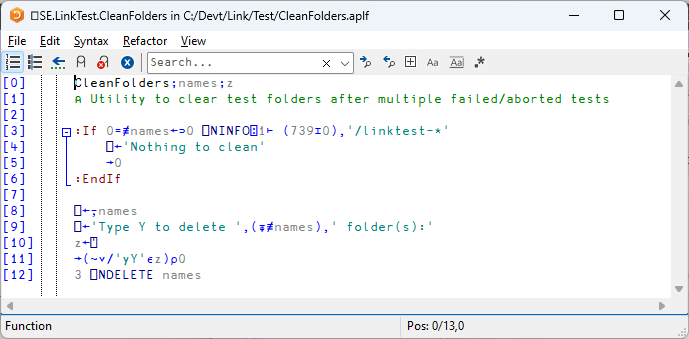 ⎕SE.LinkTest.CleanFolders in C:/Devt/Link/Test/CleanFolders.aplf
File Edit Syntax Refactor View
Search... Aa Aa .*
[0] CleanFolders;names;z
[1] ⍝ Utility to clear test folders after multiple failed/aborted tests
[2]
[3] :If 0=≢names←⊃0 ⎕NINFO⍠1⊢ (739⌶0),'/linktest-*'
[4] ⎕←'Nothing to clean'
[5] →0
[6] :EndIf
[7]
[8] ⎕←⍪names
[9] ⎕←'Type Y to delete ',(⍕≢names),' folder(s):'
[10] z←⍞
[11] →(~∨/'yY'∊z)⍴0
[12] 3 ⎕NDELETE names
Function Pos: 0/13,0